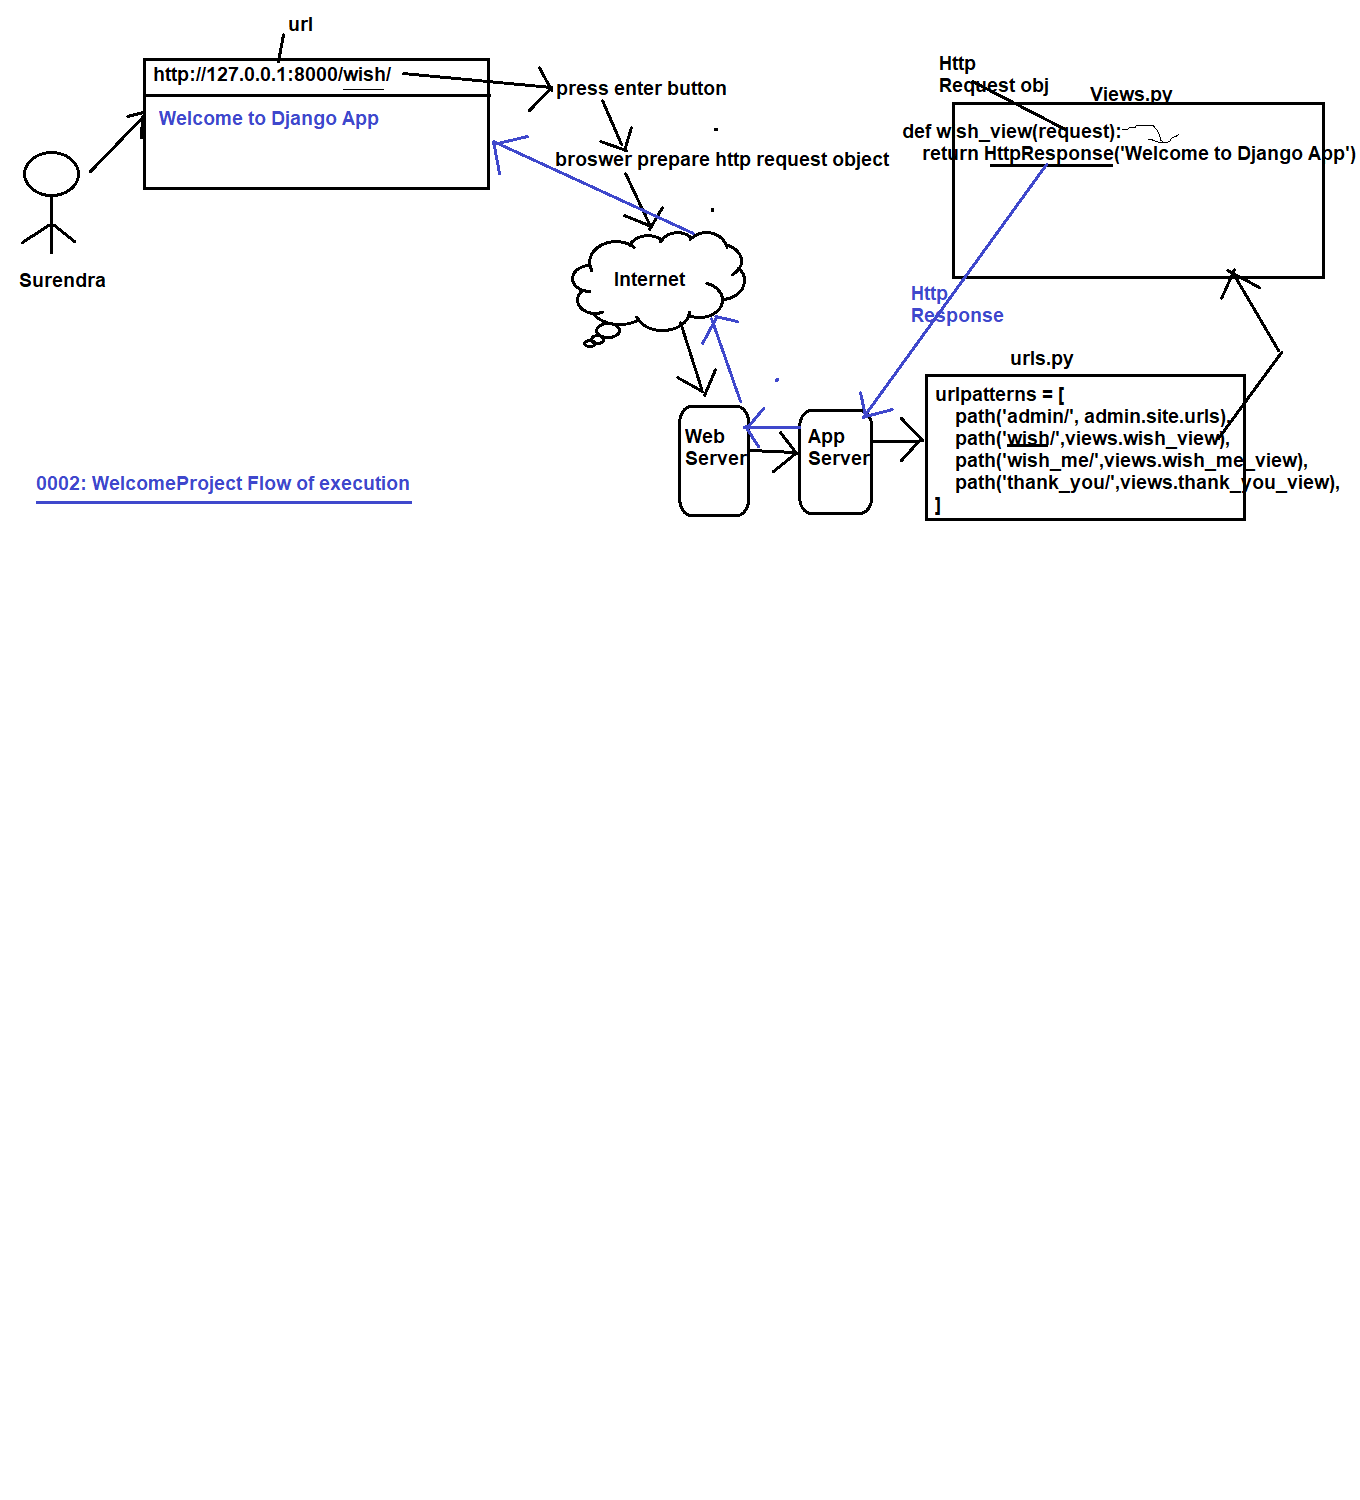 url
http://127.0.0.1:8000/wish/
Welcome to Django App
Surendra
press enter button
broswer prepare http request object
Internet
Web
Server
App
Server
urls.py
urlpatterns = [
path('admin/', admin.site.urls),
path('wish/',views.wish_view),
path('wish_me/',views.wish_me_view),
path('thank_you/',views.thank_you_view),
]
Http
Request obj
Views.py
def wish_view(request):
return HttpResponse('Welcome to Django App')
Http
Response
0002: WelcomeProject Flow of execution